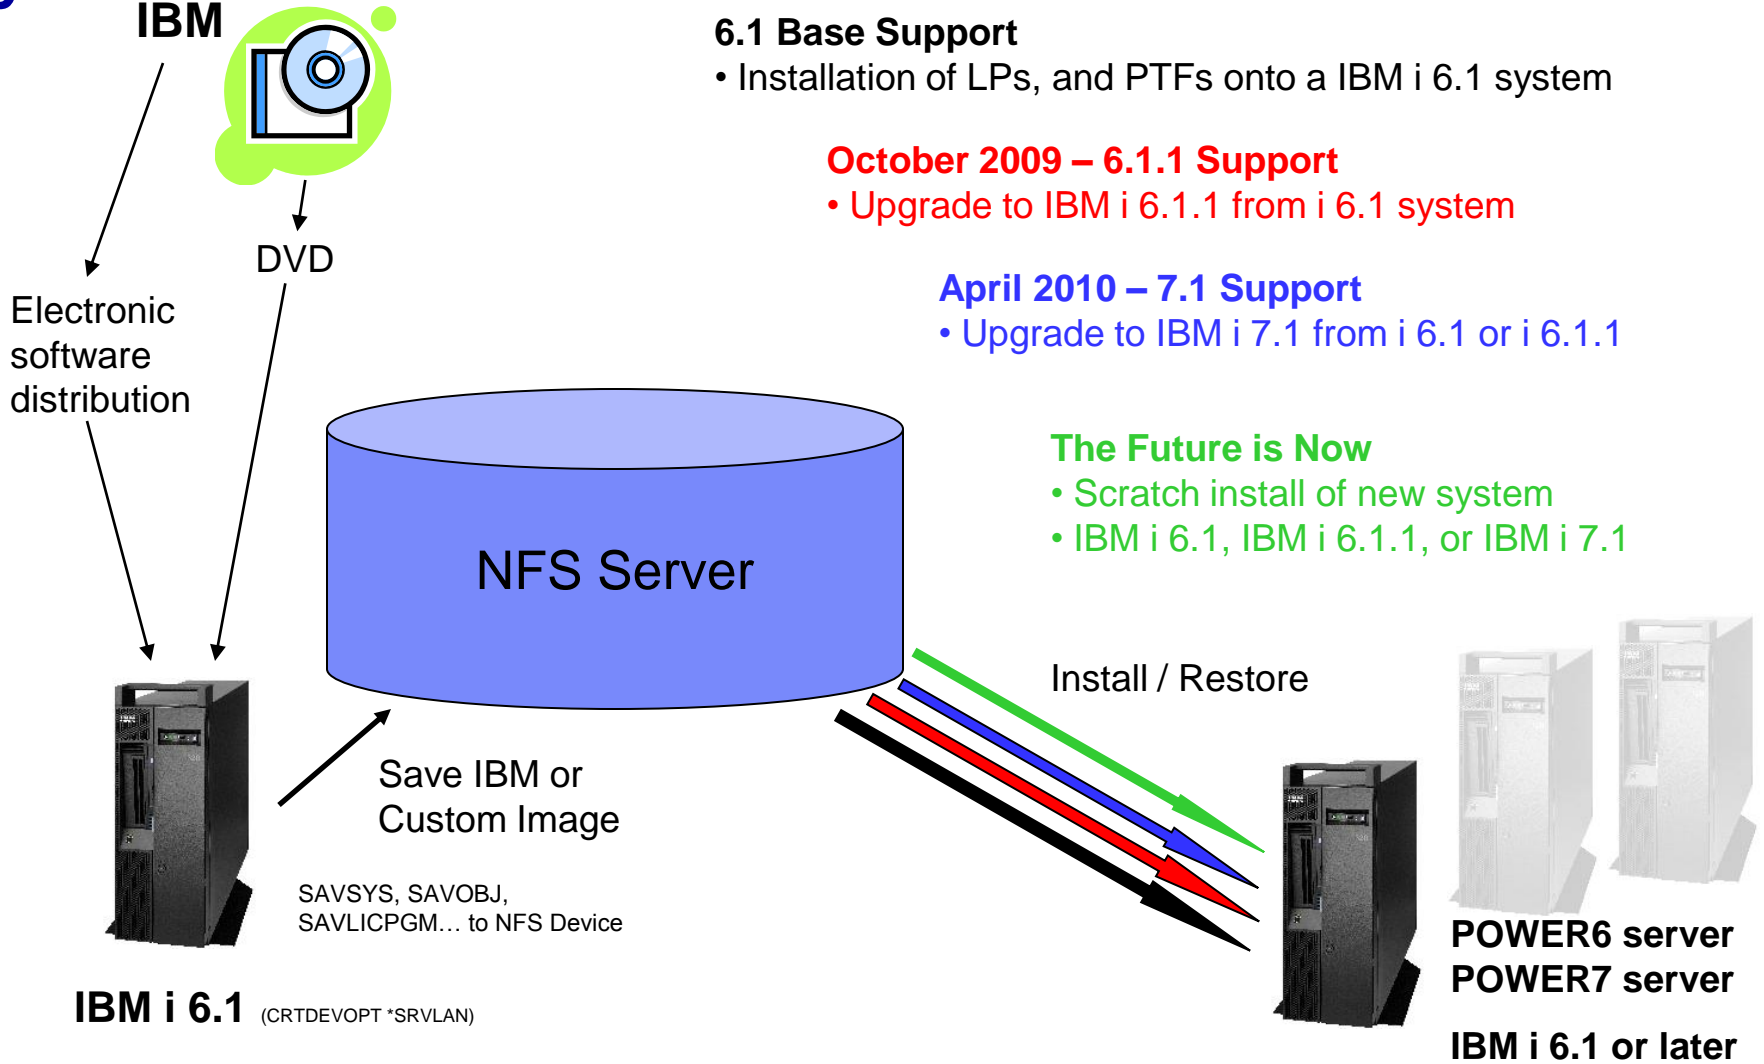 IBM
6.1 Base Support
• Installation of LPs, and PTFs onto a IBM i 6.1 system
October 2009 – 6.1.1 Support
• Upgrade to IBM i 6.1.1 from i 6.1 system
DVD
April 2010 – 7.1 Support
• Upgrade to IBM i 7.1 from i 6.1 or i 6.1.1
Electronic
software
distribution
The Future is Now
• Scratch install of new system
• IBM i 6.1, IBM i 6.1.1, or IBM i 7.1
NFS Server
Install / Restore
Save IBM or
Custom Image
SAVSYS, SAVOBJ,
SAVLICPGM… to NFS Device
IBM i 6.1 (CRTDEVOPT *SRVLAN)
POWER6 server
POWER7 server
IBM i 6.1 or later